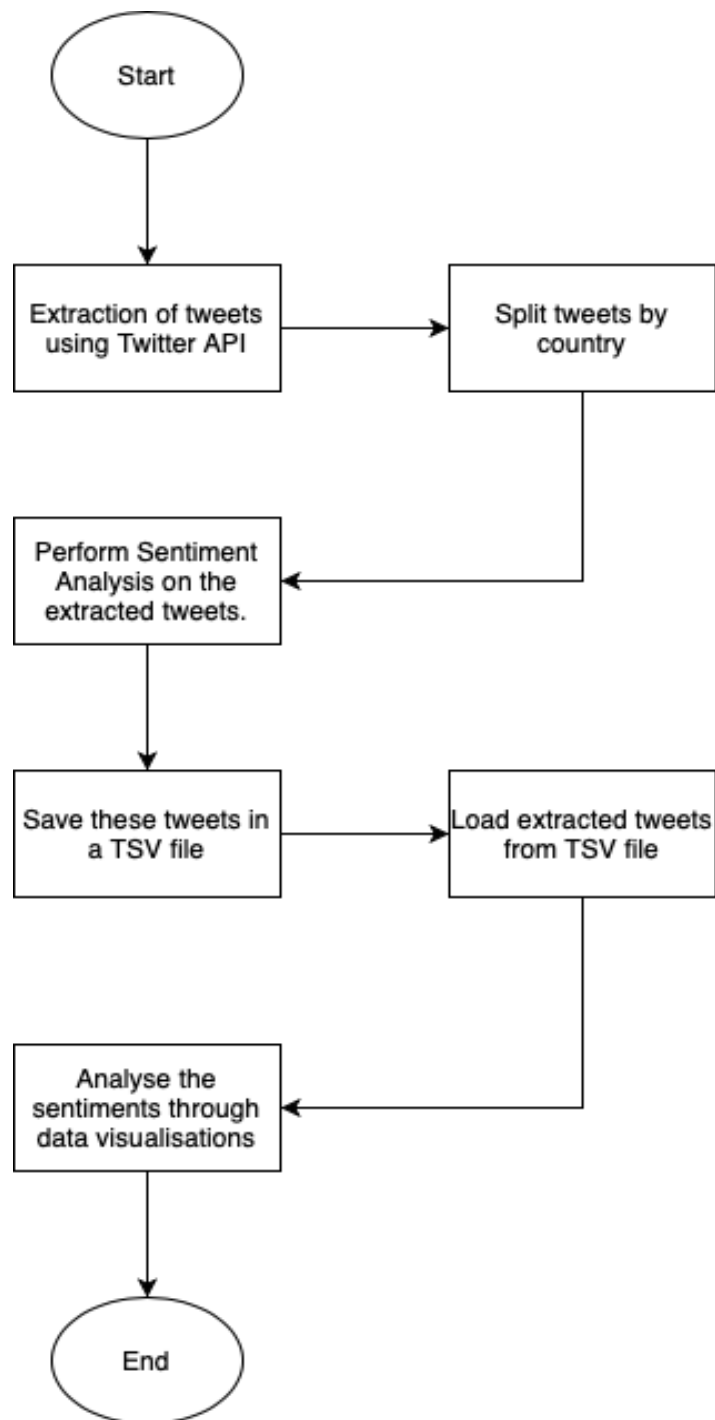 Start
Extraction of tweets
using Twitter API
Split tweets by
country
Perform Sentiment
Analysis on the
extracted tweets.
Save these tweets in
a TSV file
Load extracted tweets
from TSV file
Analyse the
sentiments through
data visualisations
End